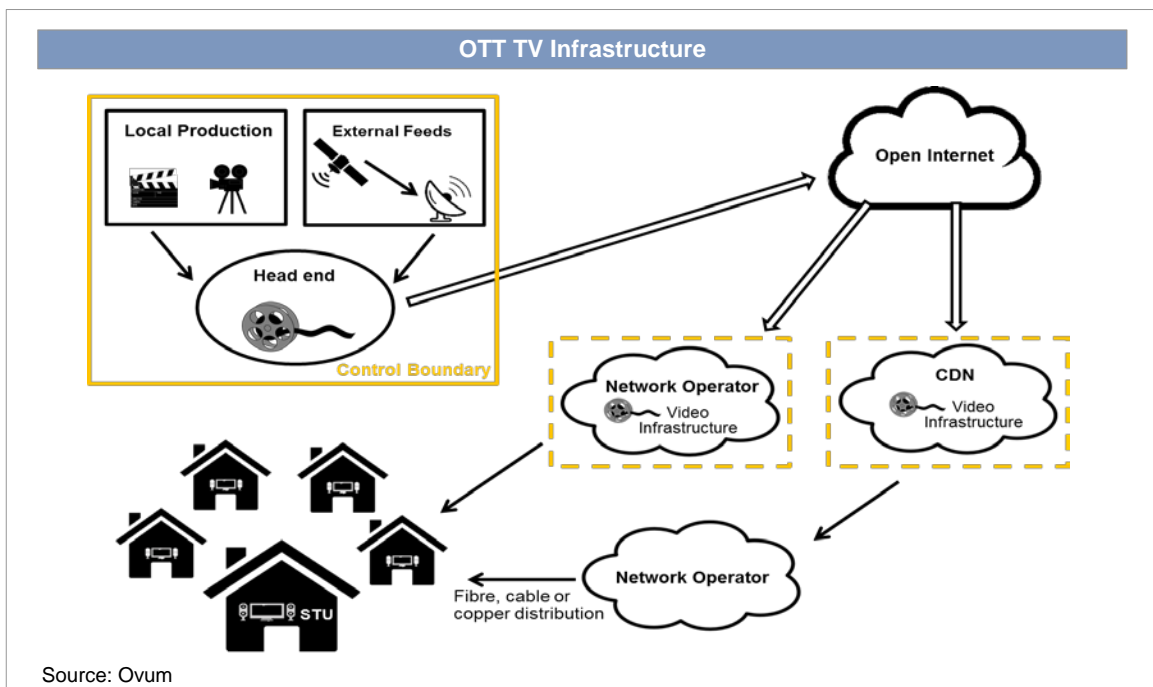 OTT TV Infrastructure
Local Production
External Feeds
Open Internet
Head end
Control Boundary
Network Operator
Video
Infrastructure
CDN
Video
Infrastructure
STU
Fibre, cable or
copper distribution
Network Operator
Source: Ovum